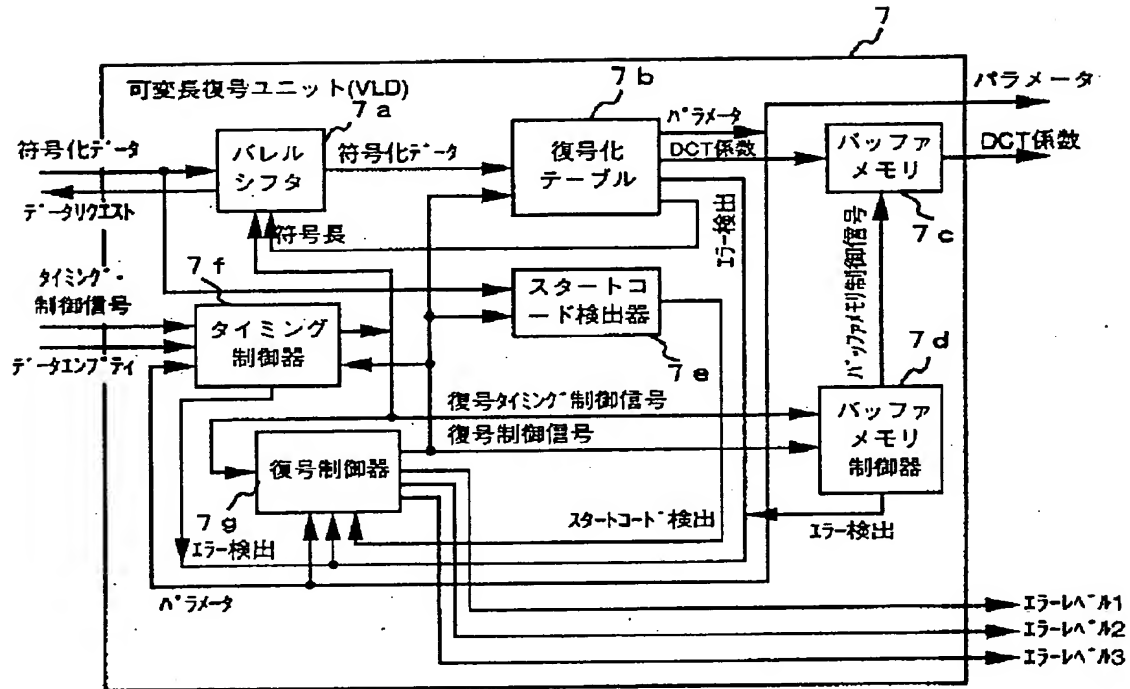 7
可変長復号ユニット(VLD)
7a
7b
パラメータ
符号化データ
バレル
シフタ
符号化データ
復号化
テーブル
パラメータ
DCT係数
バッファ
メモリ
DCT係数
データリクエスト
符号長
エラー検出
7c
タイミング・
制御信号
7f
タイミング
制御器
データエンプティ
スタートコ
ード検出器
7e
バッファメモリ制御信号
7d
バッファ
メモリ
制御器
復号タイミング制御信号
復号制御信号
復号制御器
7g
エラー検出
スタートコード検出
エラー検出
パラメータ
エラーレベル1
エラーレベル2
エラーレベル3